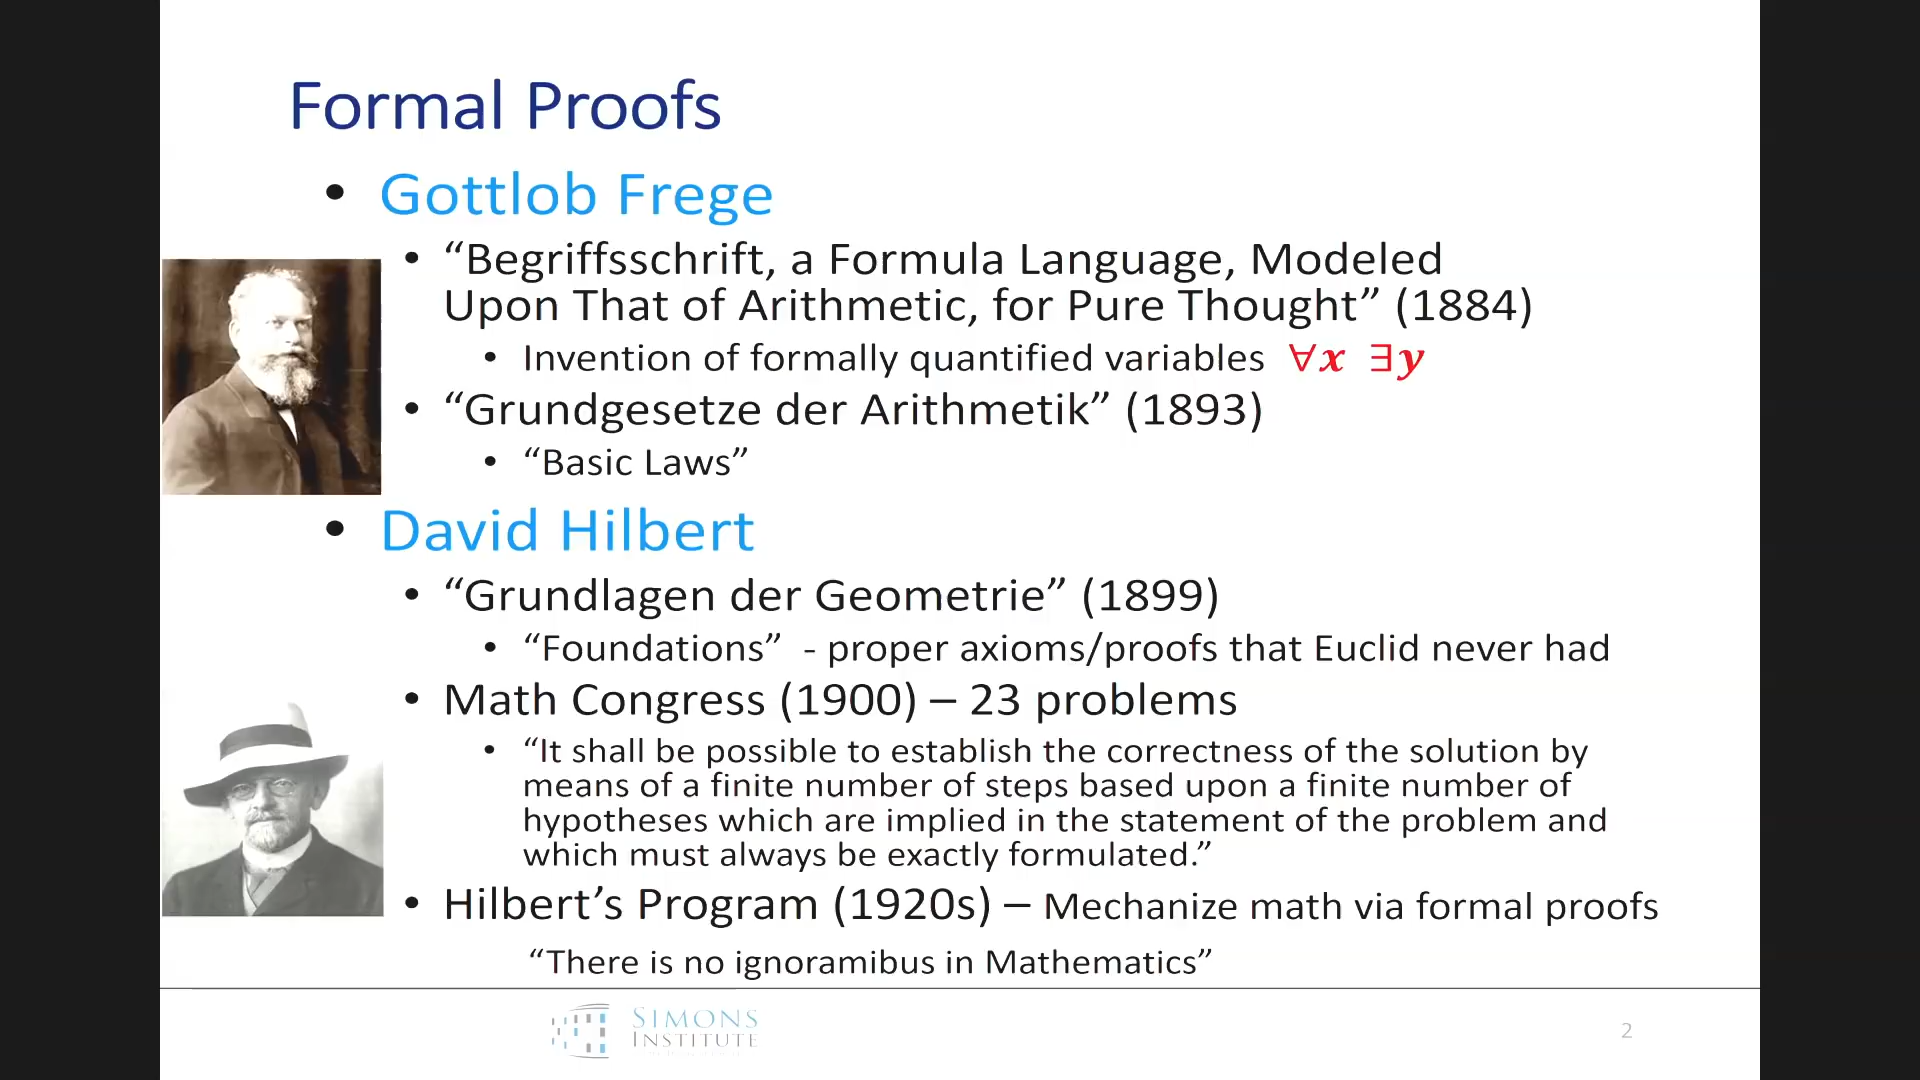 Formal Proofs
• Gottlob Frege
• “Begriffsschrift, a Formula Language, Modeled
Upon That of Arithmetic, for Pure Thought” (1884)
• Invention of formally quantified variables ∀x ∃y
• “Grundgesetze der Arithmetik” (1893)
• “Basic Laws”
• David Hilbert
• “Grundlagen der Geometrie” (1899)
• “Foundations” - proper axioms/proofs that Euclid never had
• Math Congress (1900) – 23 problems
• “It shall be possible to establish the correctness of the solution by
means of a finite number of steps based upon a finite number of
hypotheses which are implied in the statement of the problem and
which must always be exactly formulated.”
• Hilbert’s Program (1920s) – Mechanize math via formal proofs
“There is no ignoramibus in Mathematics”
SIMONS
INSTITUTE
2